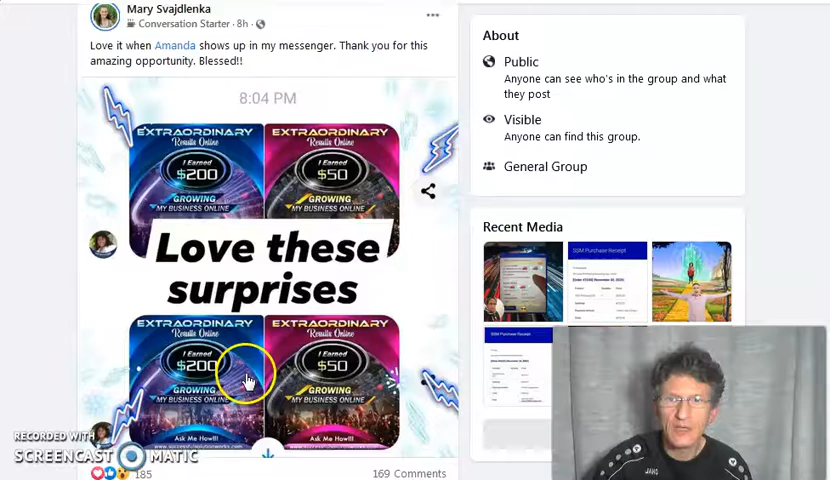 Mary Svajdlenka
Conversation Starter · 8h ·
Love it when Amanda shows up in my messenger. Thank you for this
amazing opportunity. Blessed!!
8:04 PM
EXTRAORDINARY
Results Online
I Earned
$200
GROWING
MY BUSINESS ONLINE
EXTRAORDINARY
Results Online
I Earned
$50
GROWING
MY BUSINESS ONLINE
Love these
surprises
EXTRAORDINARY
Results Online
I Earned
$200
GROWING
MY BUSINESS ONLINE
Ask Me How!!!
EXTRAORDINARY
Results Online
I Earned
$50
GROWING
MY BUSINESS ONLINE
Ask Me How!!!
185
169 Comments
About
Public
Anyone can see who's in the group and what
they post
Visible
Anyone can find this group.
General Group
Recent Media
SSM Purchase Receipt
SSM Purchase Receipt
JAKO
RECORDED WITH
SCREENCAST MATIC